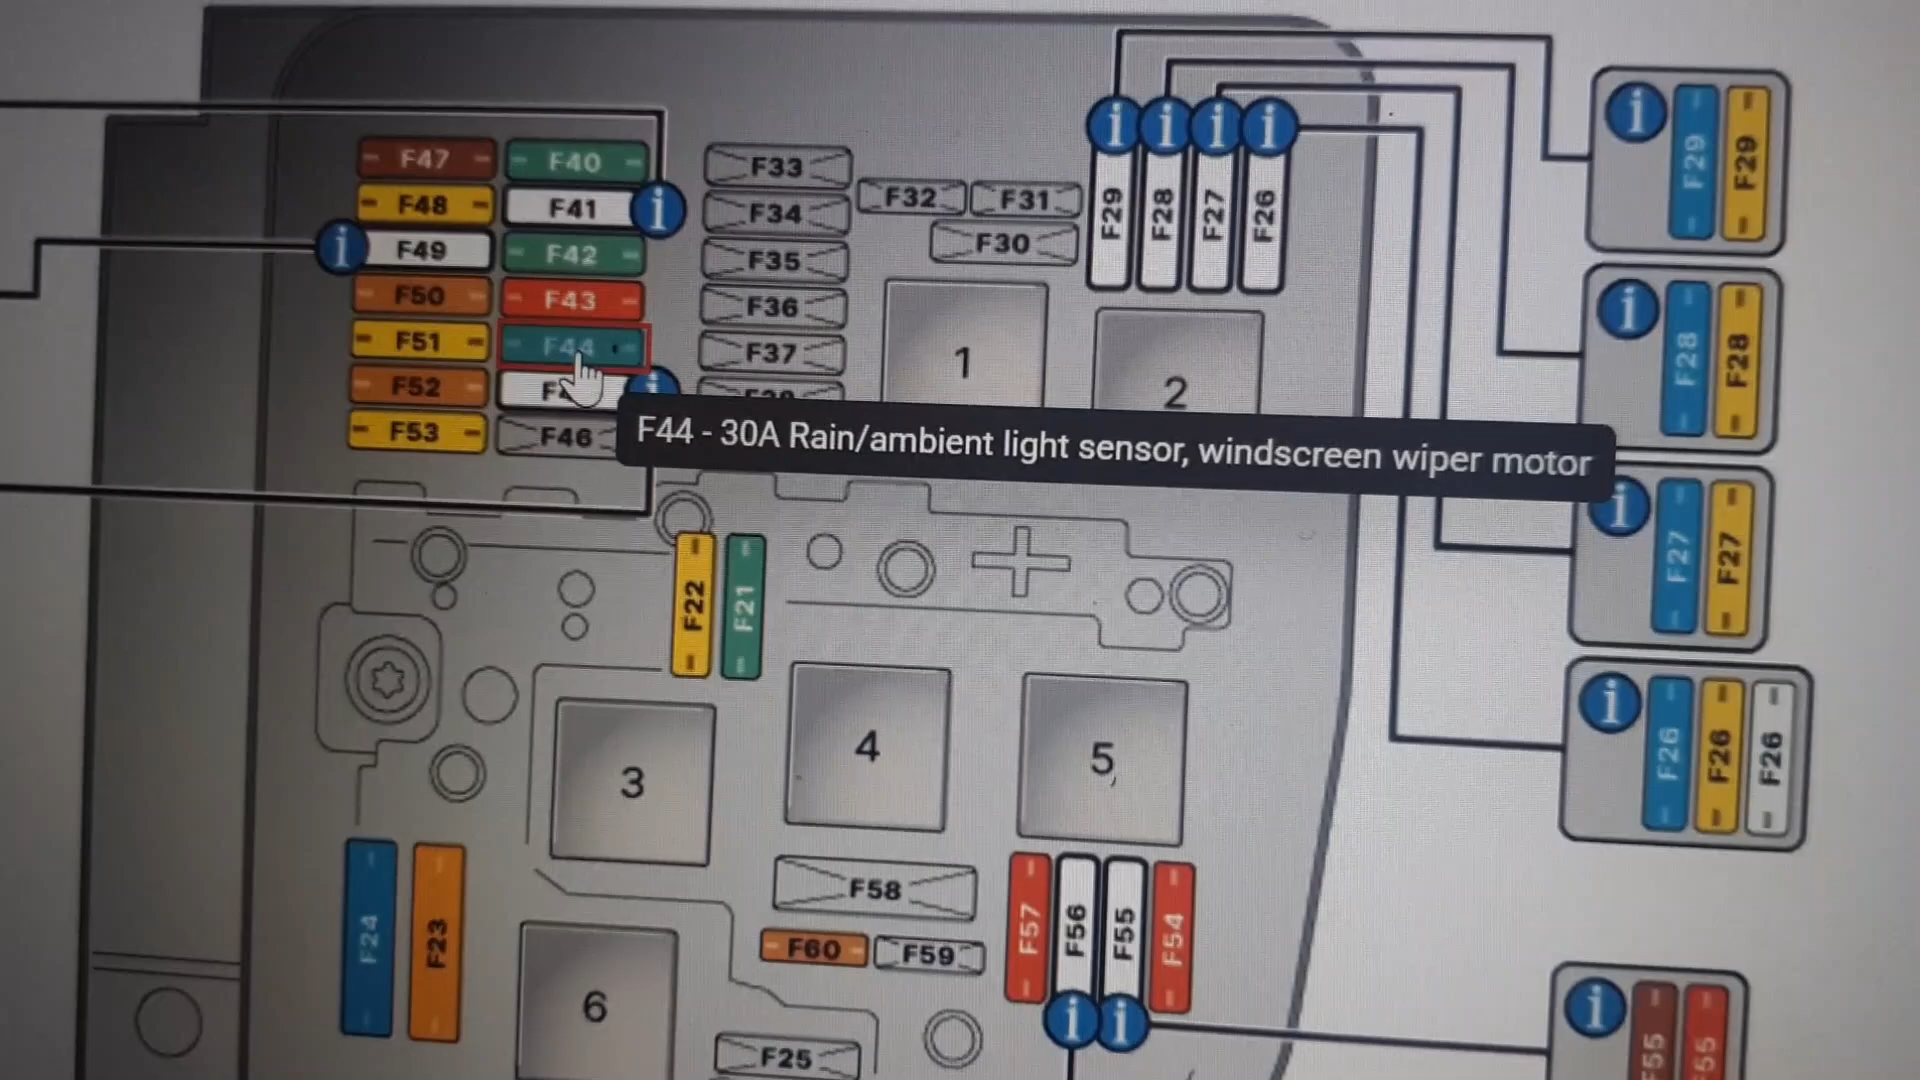 F47 F40
F48 F41
F49 F42
F50 F43
F51 F44
F52
F53 F46
F33
F34
F35
F36
F37
F32 F31
F30
F29 F28 F27 F26
i i i i
i
i
i
1
2
F44 - 30A Rain/ambient light sensor, windscreen wiper motor
F22 F21
3
4
5
6
F24 F23
F58
F60 F59
F57 F56 F55 F54
i i
F25
i F29 F29
i F28 F28
i F27 F27
i F26 F26 F26
i F55 F55